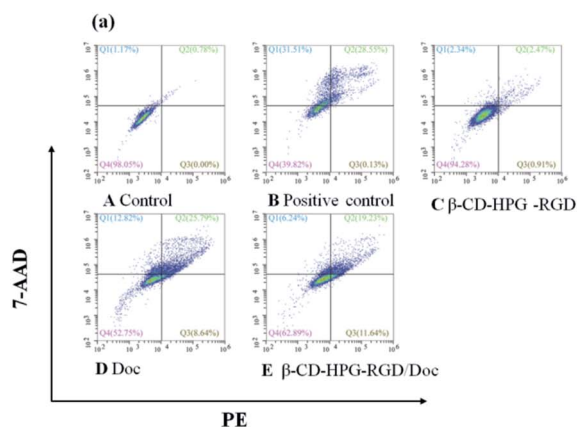 (a)
Q1(1.17%) Q2(0.78%)
Q4(98.05%) Q3(0.00%)
A Control
Q1(31.51%) Q2(28.55%)
Q4(39.82%) Q3(0.13%)
B Positive control
Q1(2.34%) Q2(2.47%)
Q4(94.28%) Q3(0.91%)
C β-CD-HPG -RGD
Q1(12.82%) Q2(25.79%)
Q4(52.75%) Q3(8.64%)
D Doc
Q1(6.24%) Q2(19.23%)
Q4(62.89%) Q3(11.64%)
E β-CD-HPG-RGD/Doc
7-AAD
PE